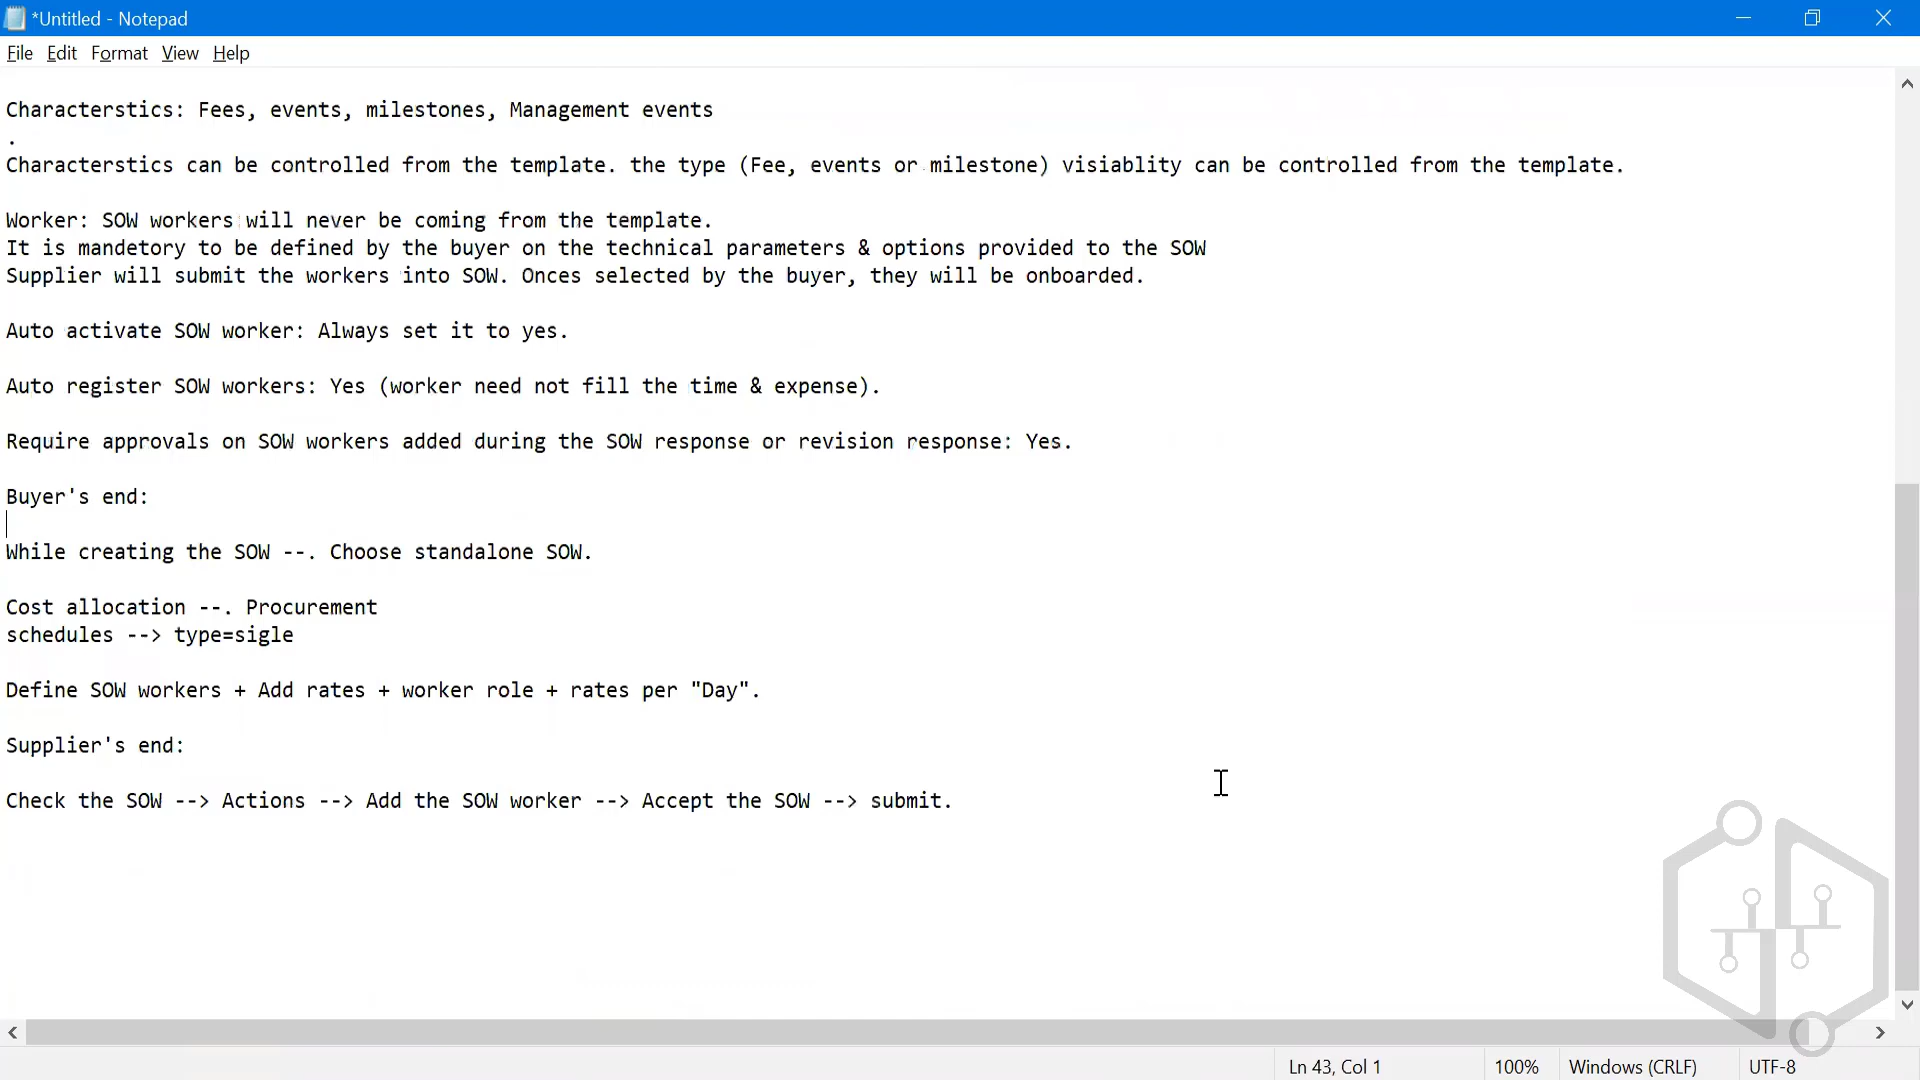 *Untitled - Notepad
File Edit Format View Help
Characterstics: Fees, events, milestones, Management events
.
Characterstics can be controlled from the template. the type (Fee, events or milestone) visiablity can be controlled from the template.
Worker: SOW workers will never be coming from the template.
It is mandetory to be defined by the buyer on the technical parameters & options provided to the SOW
Supplier will submit the workers into SOW. Onces selected by the buyer, they will be onboarded.
Auto activate SOW worker: Always set it to yes.
Auto register SOW workers: Yes (worker need not fill the time & expense).
Require approvals on SOW workers added during the SOW response or revision response: Yes.
Buyer's end:
While creating the SOW --. Choose standalone SOW.
Cost allocation --. Procurement
schedules --> type=sigle
Define SOW workers + Add rates + worker role + rates per "Day".
Supplier's end:
Check the SOW --> Actions --> Add the SOW worker --> Accept the SOW --> submit.
Ln 43, Col 1 100% Windows (CRLF) UTF-8